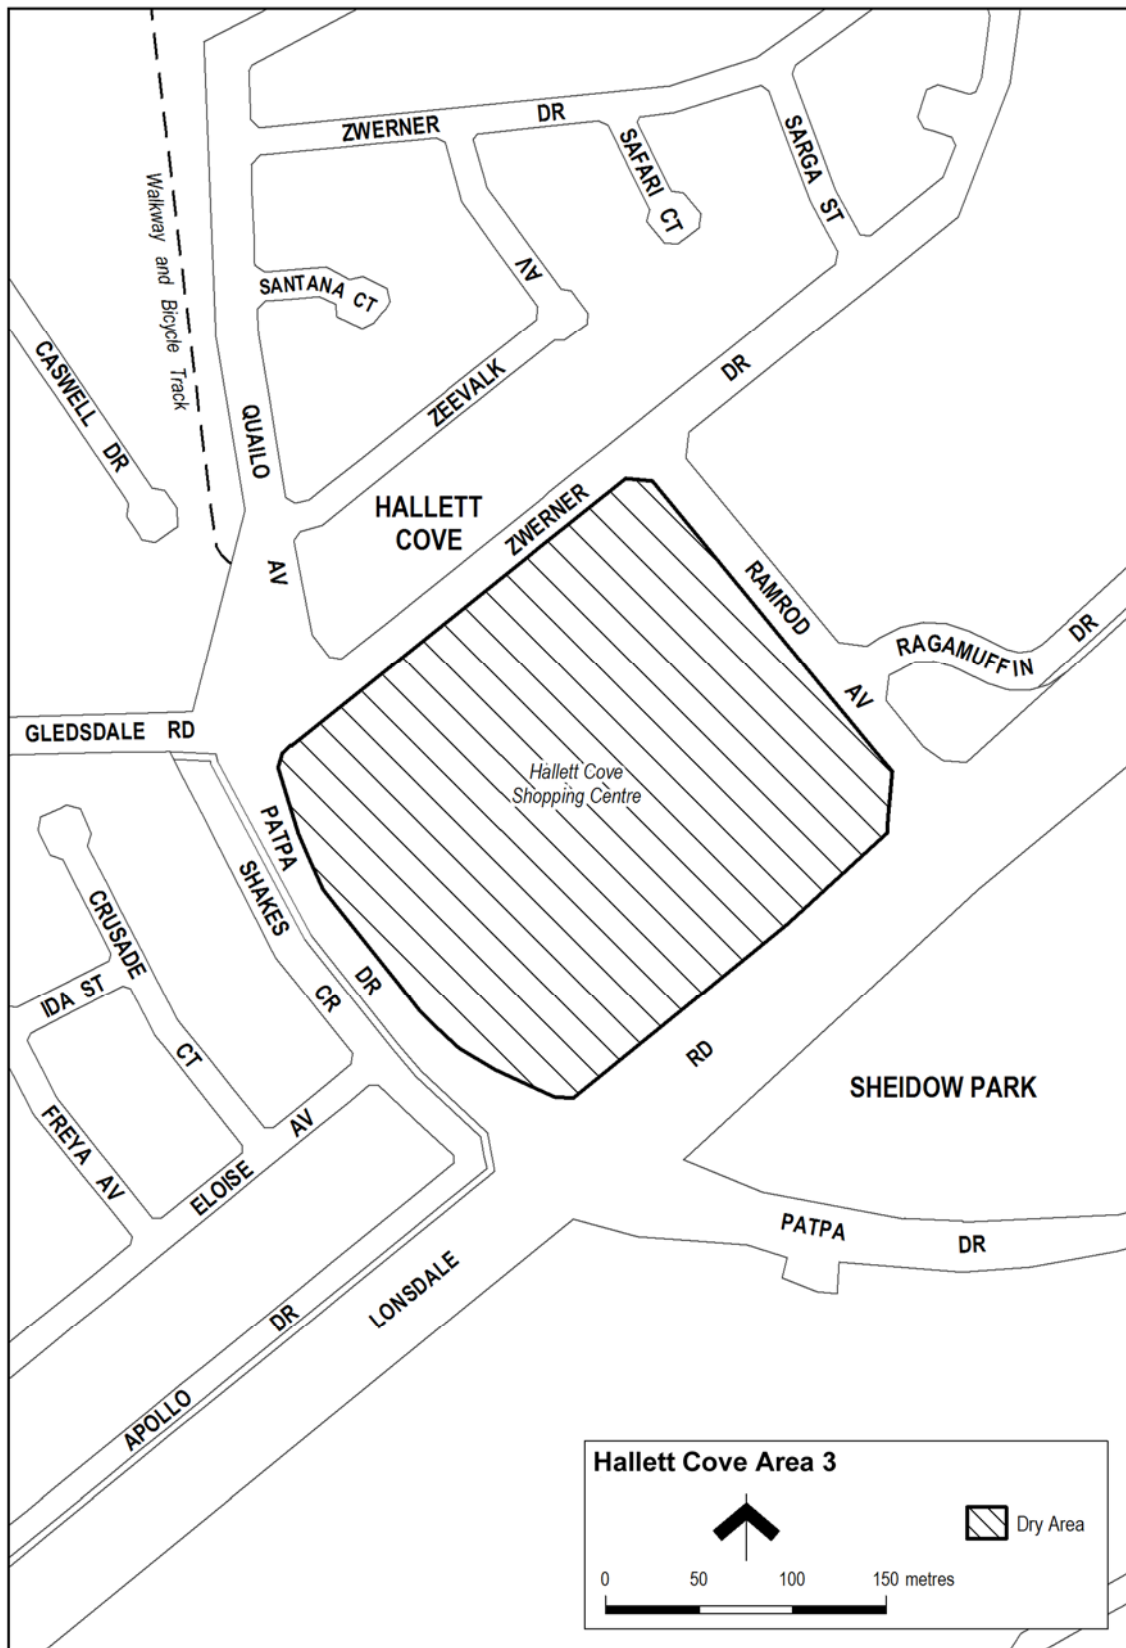 ZWERNER DR
SAFARI CT
SARGA ST
Walkway and Bicycle Track
SANTANA CT
AV
CASWELL DR
QUAILO
ZEEVALK
DR
HALLETT
COVE
ZWERNER
AV
RAMROD
RAGAMUFFIN DR
AV
GLEDSDALE RD
Hallett Cove
Shopping Centre
PATPA
SHAKES
CRUSADE
DR
CR
IDA ST
CT
RD
SHEIDOW PARK
FREYA AV
AV
ELOISE
PATPA DR
LONSDALE
DR
APOLLO
Hallett Cove Area 3
Dry Area
0 50 100 150 metres